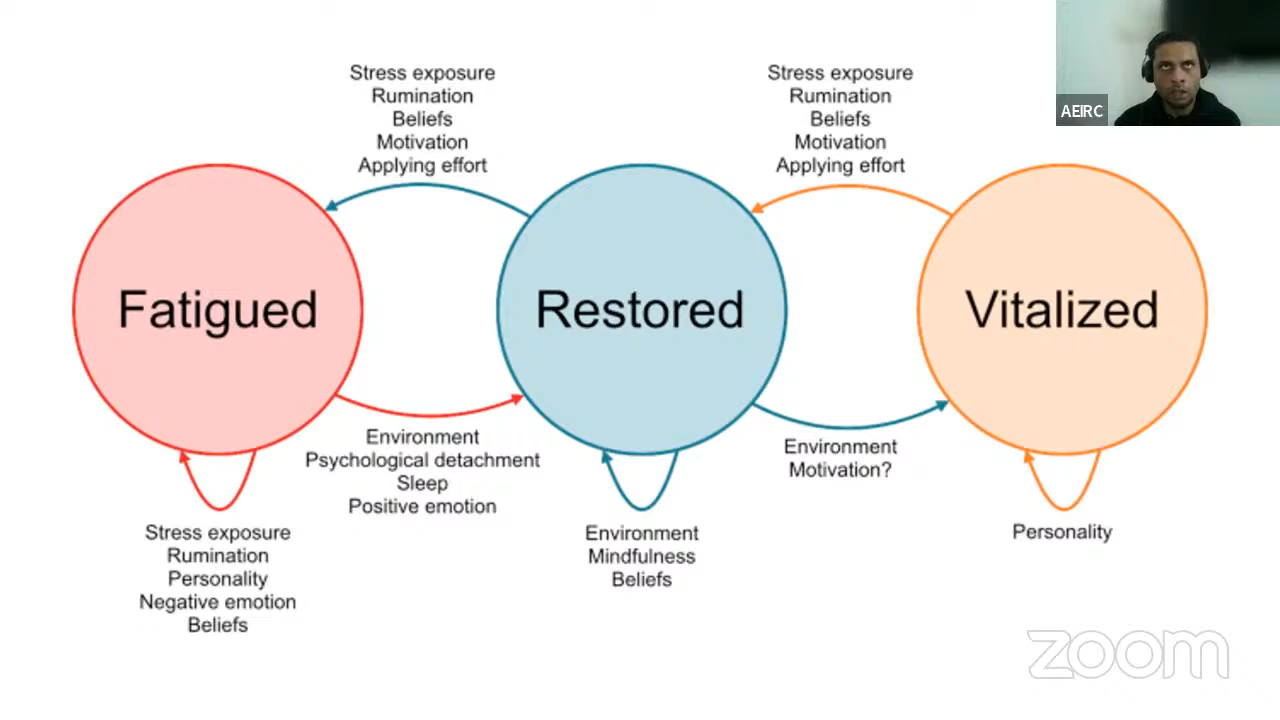 Stress exposure
Rumination
Beliefs
Motivation
Applying effort
Stress exposure
Rumination
Beliefs
Motivation
Applying effort
AEIRC
Fatigued
Restored
Vitalized
Environment
Psychological detachment
Sleep
Positive emotion
Environment
Motivation?
Stress exposure
Rumination
Personality
Negative emotion
Beliefs
Environment
Mindfulness
Beliefs
Personality
zoom